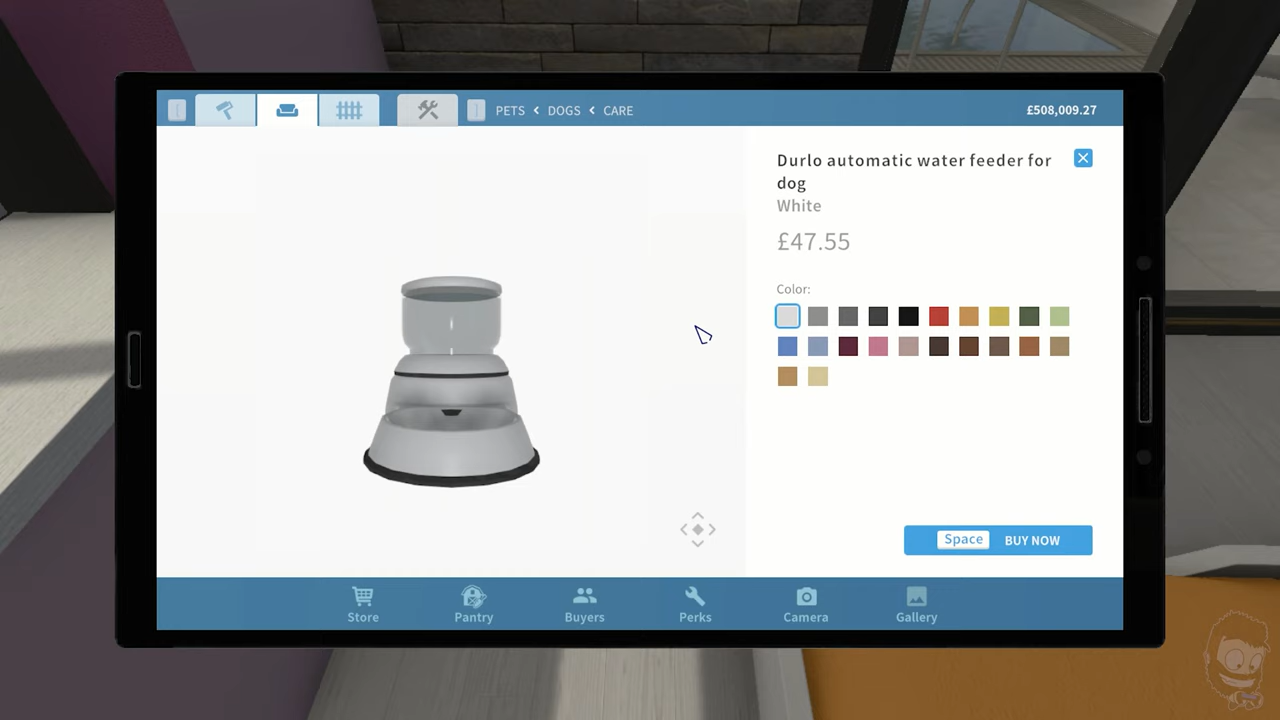 PETS < DOGS < CARE
£508,009.27
Durlo automatic water feeder for
dog
White
£47.55
Color:
Space BUY NOW
Store Pantry Buyers Perks Camera Gallery